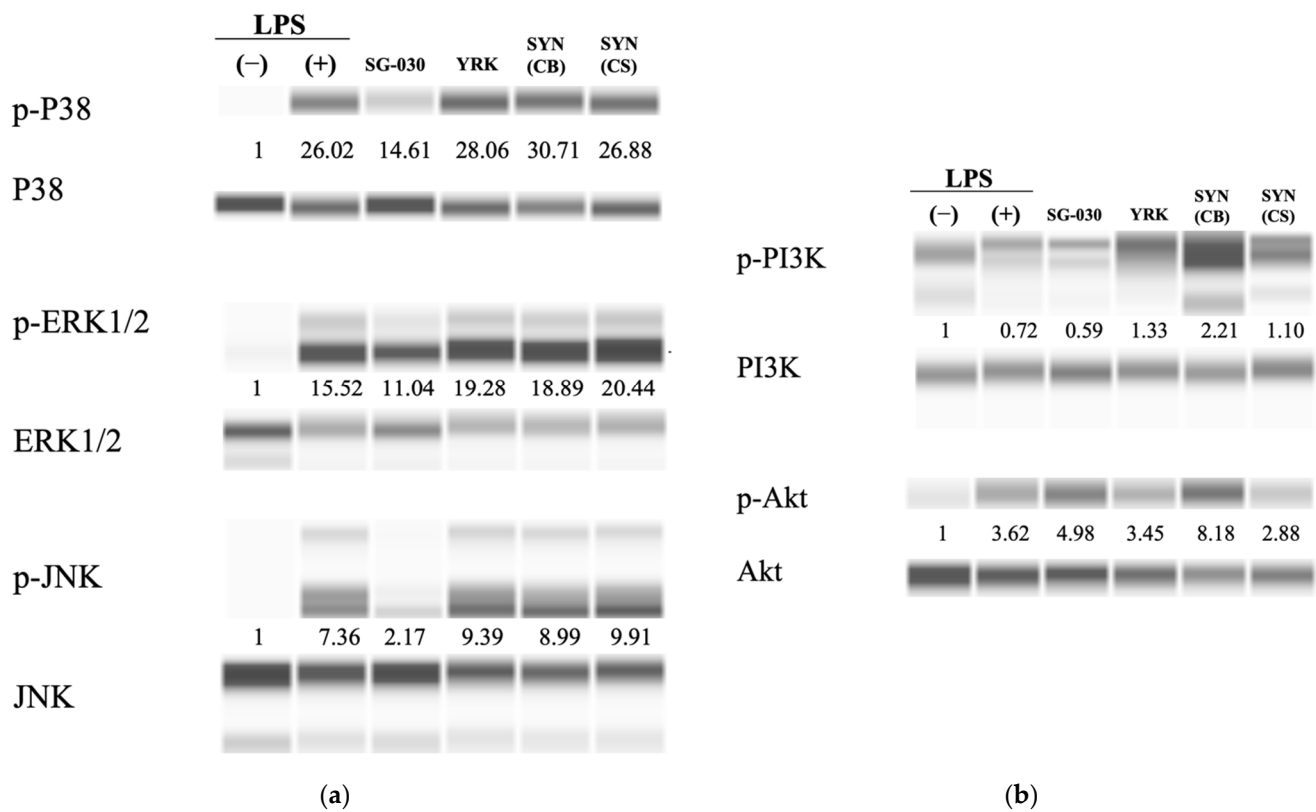 LPS
(−) (+) SG-030 YRK SYN (CB) SYN (CS)
p-P38
1 26.02 14.61 28.06 30.71 26.88
P38
p-ERK1/2
1 15.52 11.04 19.28 18.89 20.44
ERK1/2
p-JNK
1 7.36 2.17 9.39 8.99 9.91
JNK
(a)
LPS
(−) (+) SG-030 YRK SYN (CB) SYN (CS)
p-PI3K
1 0.72 0.59 1.33 2.21 1.10
PI3K
p-Akt
1 3.62 4.98 3.45 8.18 2.88
Akt
(b)